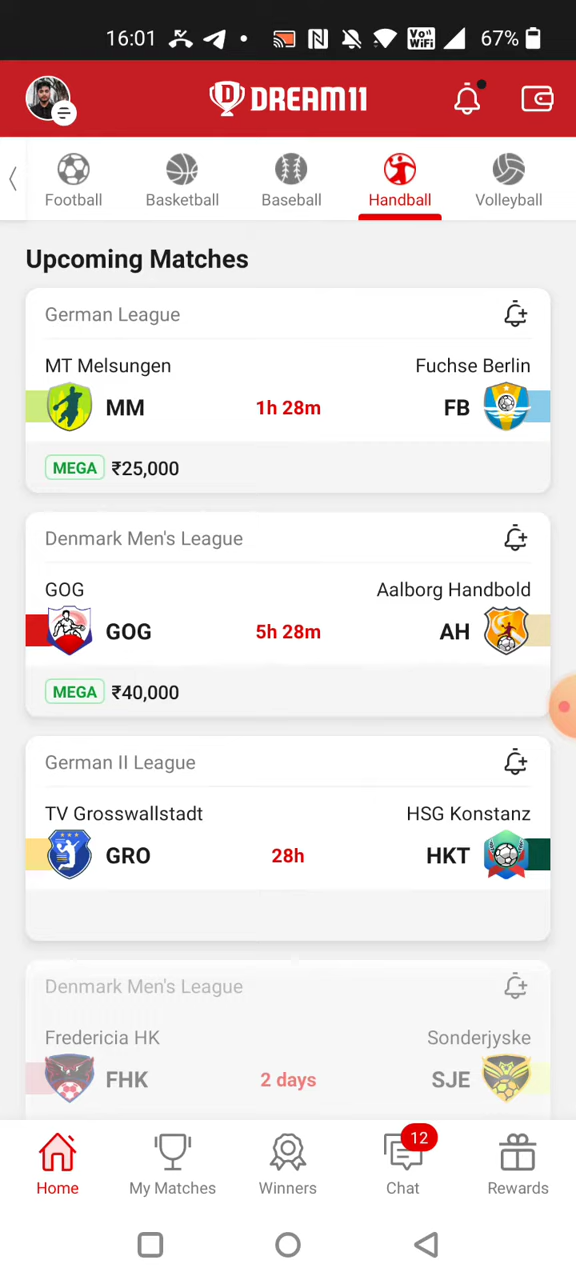 16:01 Vo)) WiFi 67%
DREAM11
Football Basketball Baseball Handball Volleyball
Upcoming Matches
German League
MT Melsungen Fuchse Berlin
MM 1h 28m FB
MEGA ₹25,000
Denmark Men's League
GOG Aalborg Handbold
GOG 5h 28m AH
MEGA ₹40,000
German II League
TV Grosswallstadt HSG Konstanz
GRO 28h HKT
Denmark Men's League
Fredericia HK Sonderjyske
FHK 2 days SJE
12
Home My Matches Winners Chat Rewards